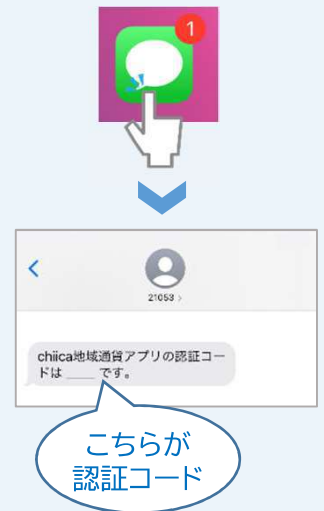 1
21053 >
chiica地域通貨アプリの認証コー
ドは ____ です。
こちらが
認証コード